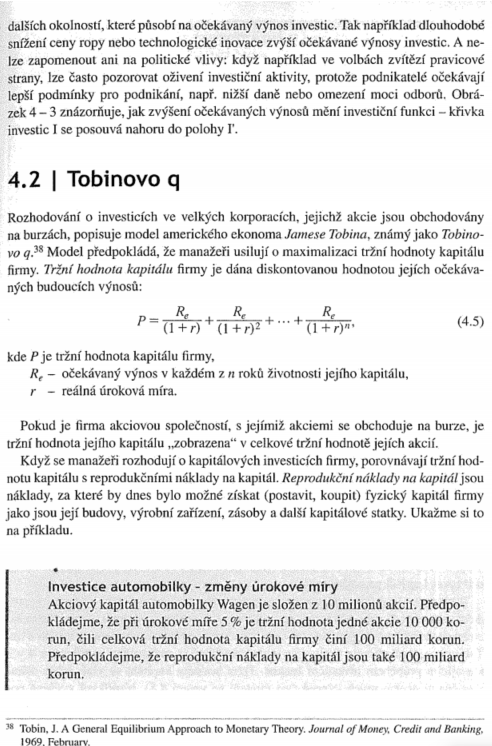 dalších okolností, které působí na očekávaný výnos investic. Tak například dlouhodobé
snížení ceny ropy nebo technologické inovace zvýší očekávané výnosy investic. A ne-
lze zapomenout ani na politické vlivy: když například ve volbách zvítězí pravicové
strany, lze často pozorovat oživení investiční aktivity, protože podnikatelé očekávají
lepší podmínky pro podnikání, např. nižší daně nebo omezení moci odborů. Obrá-
zek 4 – 3 znázorňuje, jak zvýšení očekávaných výnosů mění investiční funkci – křivka
investic I se posouvá nahoru do polohy I'.
4.2 | Tobinovo q
Rozhodování o investicích ve velkých korporacích, jejichž akcie jsou obchodovány
na burzách, popisuje model amerického ekonoma Jamese Tobina, známý jako Tobino-
vo q.³⁸ Model předpokládá, že manažeři usilují o maximalizaci tržní hodnoty kapitálu
firmy. Tržní hodnota kapitálu firmy je dána diskontovanou hodnotou jejích očekáva-
ných budoucích výnosů:
P = Rₑ/(1 + r) + Rₑ/(1 + r)² + ··· + Rₑ/(1 + r)ⁿ, (4.5)
kde P je tržní hodnota kapitálu firmy,
Rₑ – očekávaný výnos v každém z n roků životnosti jejího kapitálu,
r – reálná úroková míra.
Pokud je firma akciovou společností, s jejímiž akciemi se obchoduje na burze, je
tržní hodnota jejího kapitálu „zobrazena“ v celkové tržní hodnotě jejích akcií.
Když se manažeři rozhodují o kapitálových investicích firmy, porovnávají tržní hod-
notu kapitálu s reprodukčními náklady na kapitál. Reprodukční náklady na kapitál jsou
náklady, za které by dnes bylo možné získat (postavit, koupit) fyzický kapitál firmy
jako jsou její budovy, výrobní zařízení, zásoby a další kapitálové statky. Ukažme si to
na příkladu.
Investice automobilky – změny úrokové míry
Akciový kapitál automobilky Wagen je složen z 10 milionů akcií. Předpo-
kládejme, že při úrokové míře 5 % je tržní hodnota jedné akcie 10 000 ko-
run, čili celková tržní hodnota kapitálu firmy činí 100 miliard korun.
Předpokládejme, že reprodukční náklady na kapitál jsou také 100 miliard
korun.
³⁸ Tobin, J. A General Equilibrium Approach to Monetary Theory. Journal of Money, Credit and Banking,
1969, February.